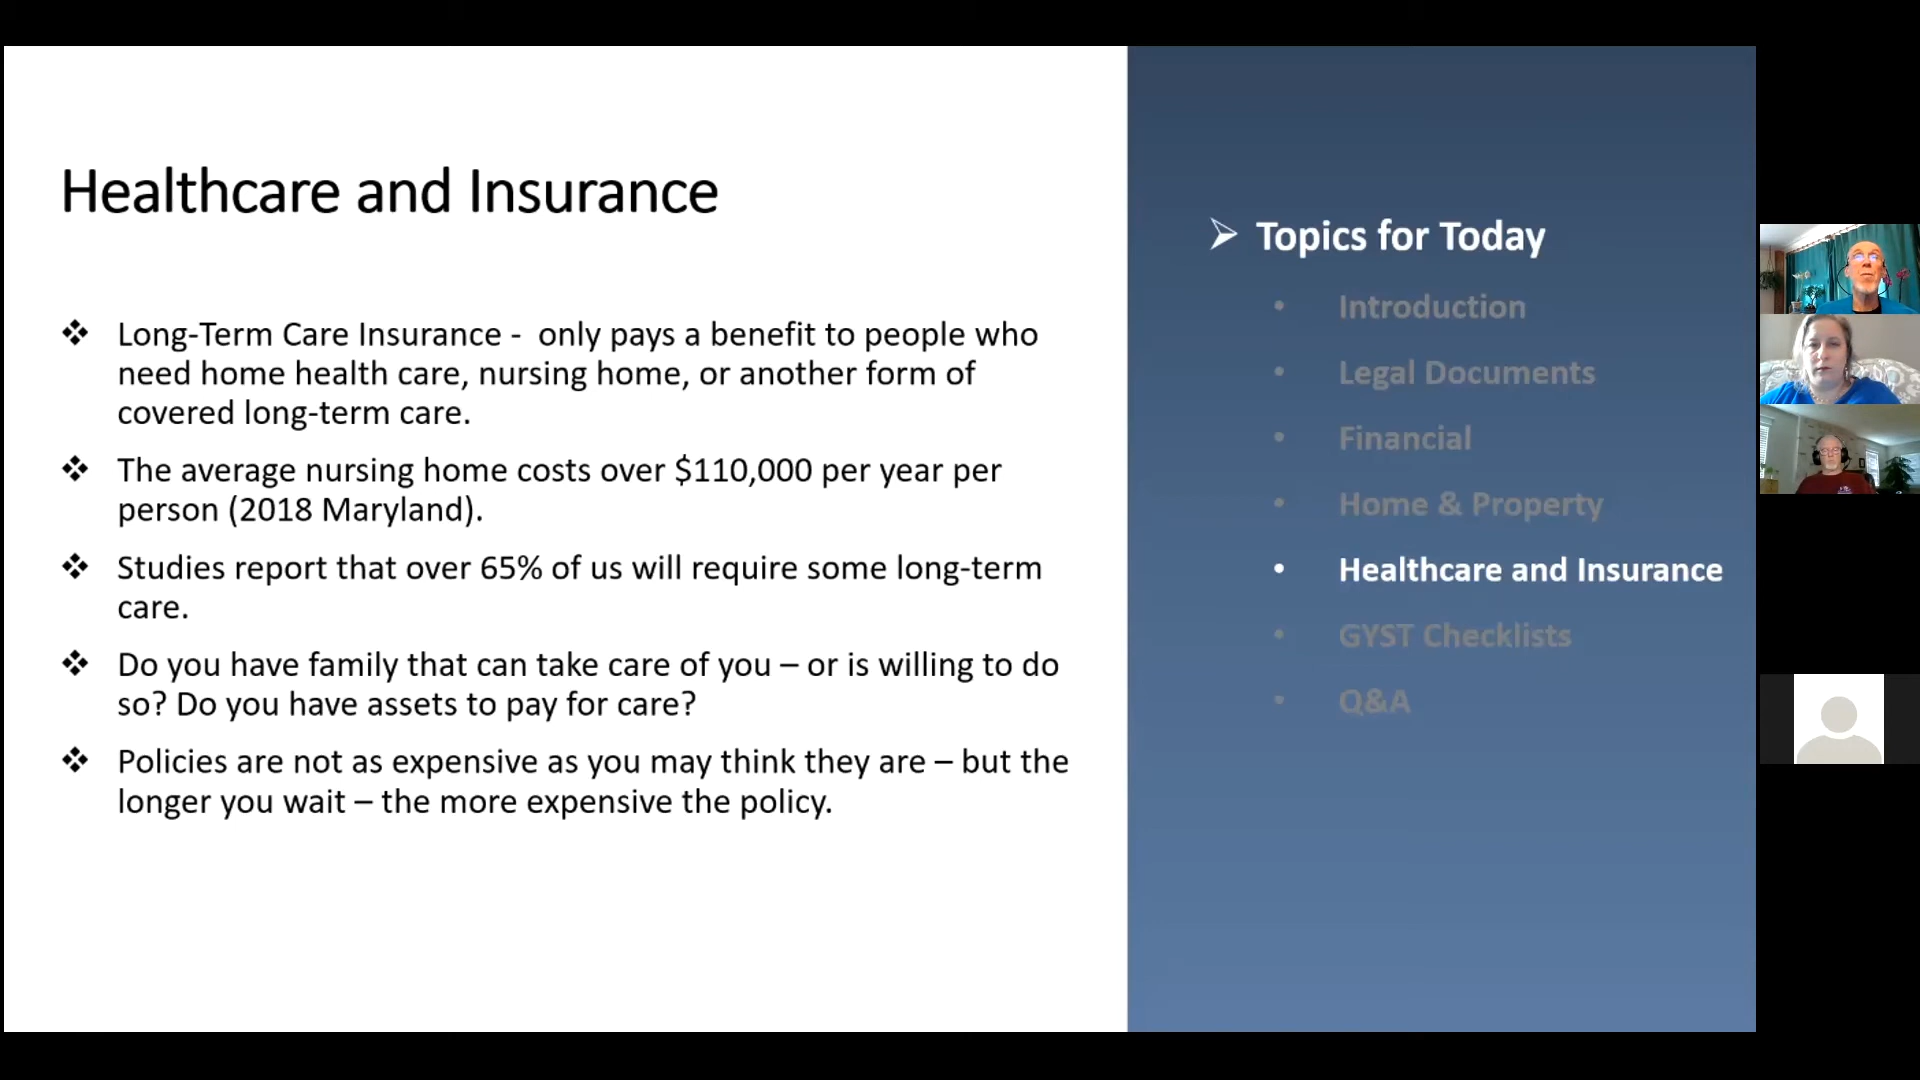 Healthcare and Insurance
❖ Long-Term Care Insurance -  only pays a benefit to people who
need home health care, nursing home, or another form of
covered long-term care.
❖ The average nursing home costs over $110,000 per year per
person (2018 Maryland).
❖ Studies report that over 65% of us will require some long-term
care.
❖ Do you have family that can take care of you – or is willing to do
so? Do you have assets to pay for care?
❖ Policies are not as expensive as you may think they are – but the
longer you wait – the more expensive the policy.
➢ Topics for Today
• Introduction
• Legal Documents
• Financial
• Home & Property
• Healthcare and Insurance
• GYST Checklists
• Q&A